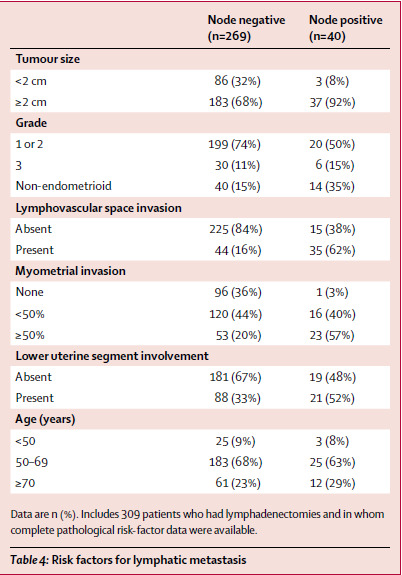 Node negative Node positive
(n=269) (n=40)
Tumour size
<2 cm 86 (32%) 3 (8%)
≥2 cm 183 (68%) 37 (92%)
Grade
1 or 2 199 (74%) 20 (50%)
3 30 (11%) 6 (15%)
Non-endometrioid 40 (15%) 14 (35%)
Lymphovascular space invasion
Absent 225 (84%) 15 (38%)
Present 44 (16%) 35 (62%)
Myometrial invasion
None 96 (36%) 1 (3%)
<50% 120 (44%) 16 (40%)
≥50% 53 (20%) 23 (57%)
Lower uterine segment involvement
Absent 181 (67%) 19 (48%)
Present 88 (33%) 21 (52%)
Age (years)
<50 25 (9%) 3 (8%)
50–69 183 (68%) 25 (63%)
≥70 61 (23%) 12 (29%)
Data are n (%). Includes 309 patients who had lymphadenectomies and in whom
complete pathological risk-factor data were available.
Table 4: Risk factors for lymphatic metastasis